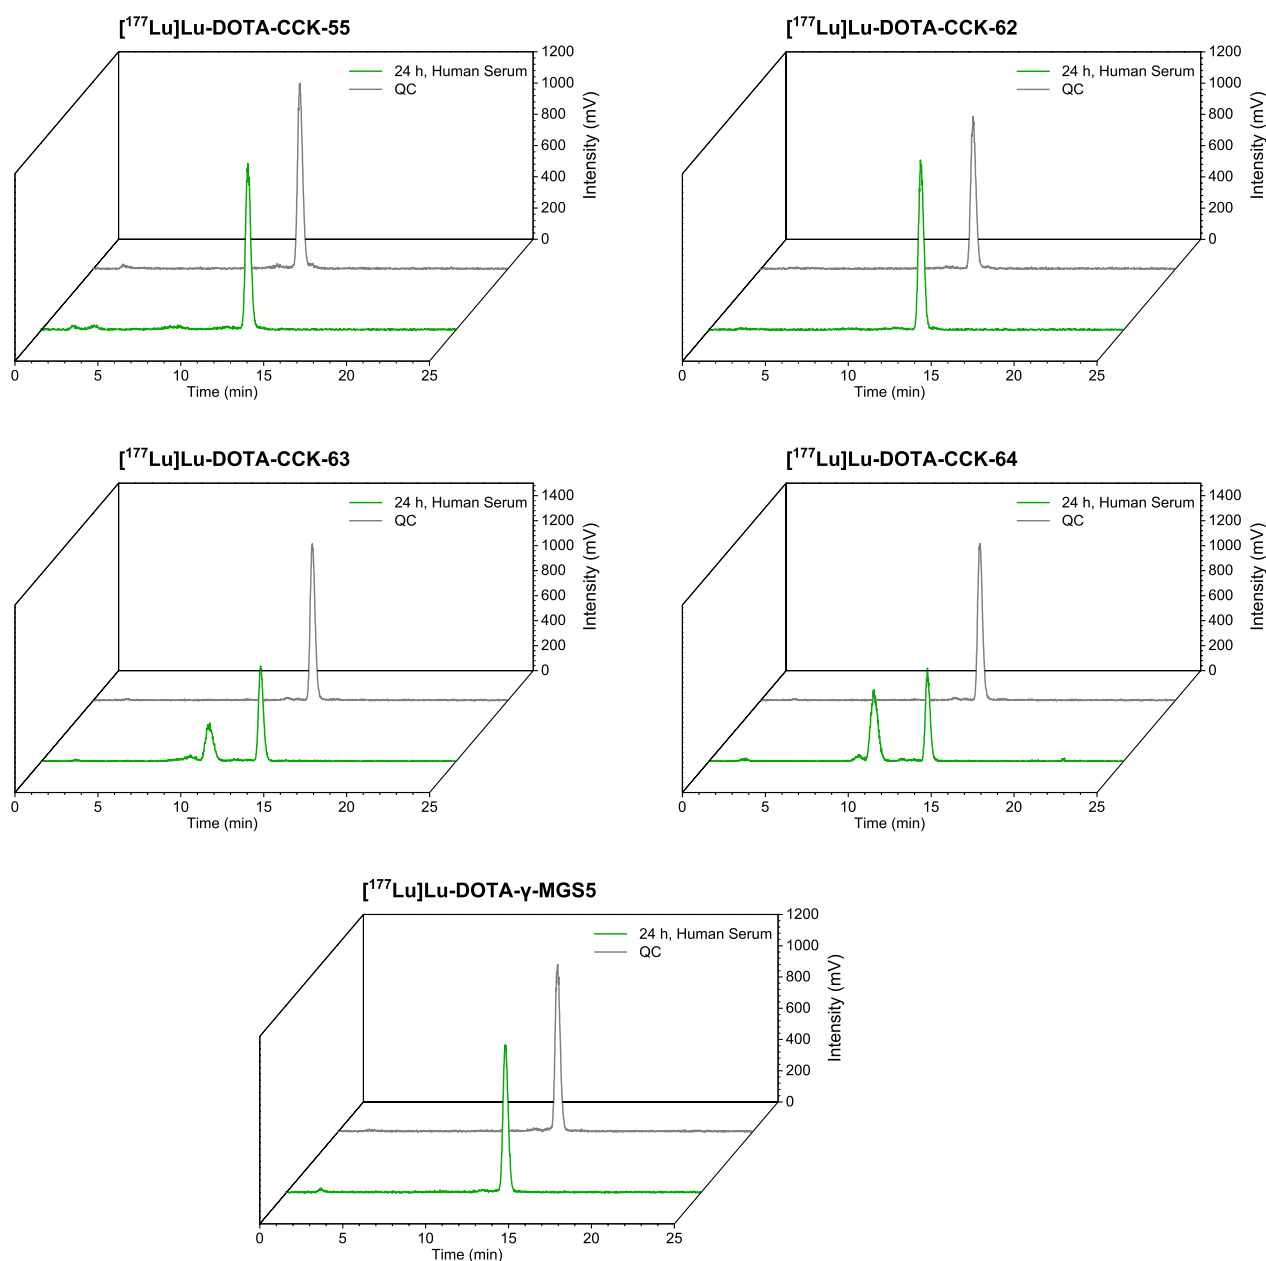 [¹⁷⁷Lu]Lu-DOTA-CCK-55
24 h, Human Serum
QC
1200
1000
800
600
400
200
0
Intensity (mV)
0 5 10 15 20 25
Time (min)
[¹⁷⁷Lu]Lu-DOTA-CCK-62
24 h, Human Serum
QC
1200
1000
800
600
400
200
0
Intensity (mV)
0 5 10 15 20 25
Time (min)
[¹⁷⁷Lu]Lu-DOTA-CCK-63
24 h, Human Serum
QC
1400
1200
1000
800
600
400
200
0
Intensity (mV)
0 5 10 15 20 25
Time (min)
[¹⁷⁷Lu]Lu-DOTA-CCK-64
24 h, Human Serum
QC
1400
1200
1000
800
600
400
200
0
Intensity (mV)
0 5 10 15 20 25
Time (min)
[¹⁷⁷Lu]Lu-DOTA-γ-MGS5
24 h, Human Serum
QC
1200
1000
800
600
400
200
0
Intensity (mV)
0 5 10 15 20 25
Time (min)